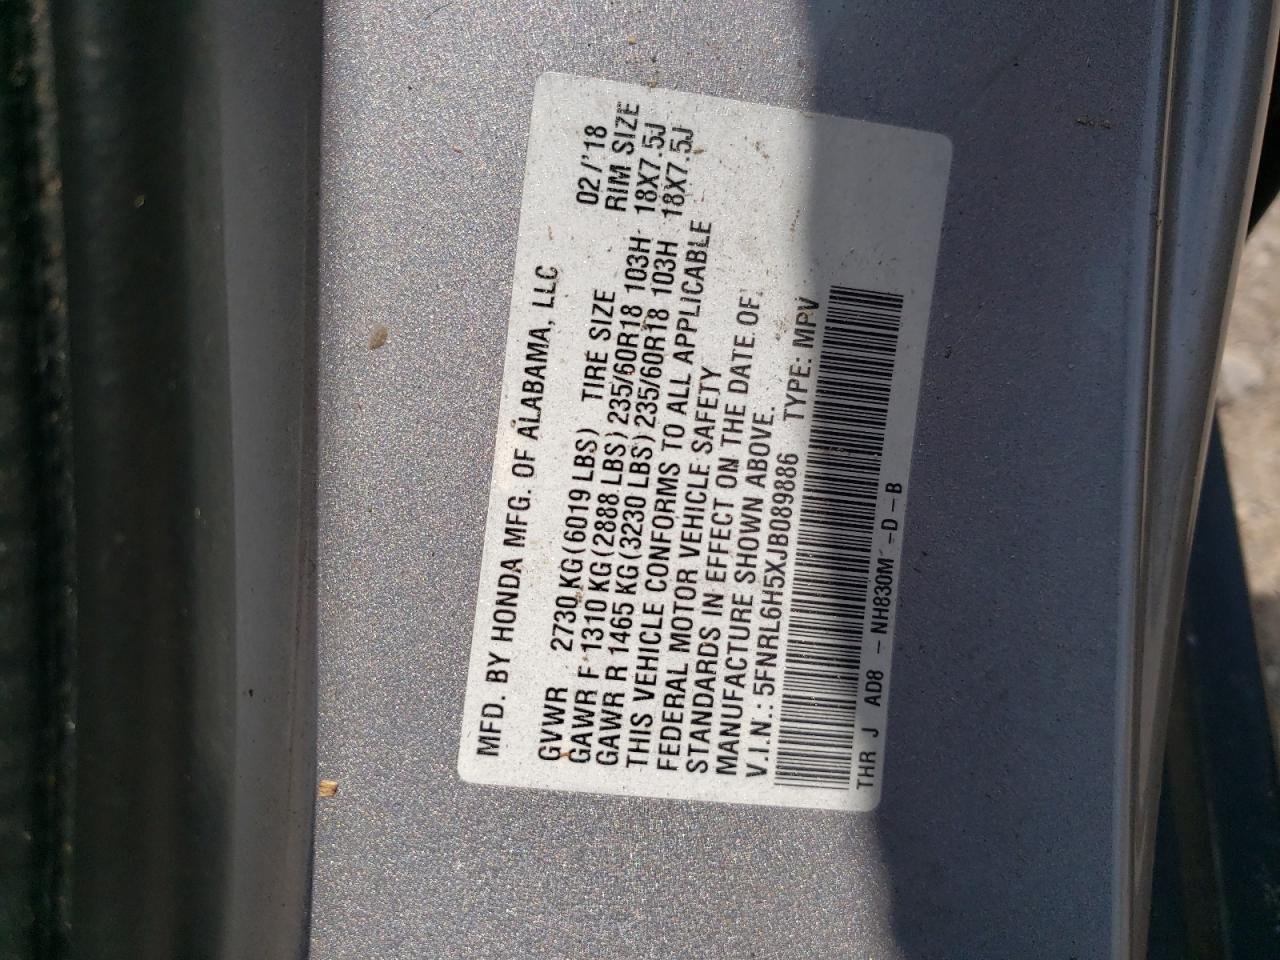 MFD. BY HONDA MFG. OF ALABAMA, LLC
02/'18
GVWR 2730 KG (6019 LBS) TIRE SIZE RIM SIZE
GAWR F 1310 KG (2888 LBS) 235/60R18 103H 18X7.5J
GAWR R 1465 KG (3230 LBS) 235/60R18 103H 18X7.5J
THIS VEHICLE CONFORMS TO ALL APPLICABLE
FEDERAL MOTOR VEHICLE SAFETY
STANDARDS IN EFFECT ON THE DATE OF
MANUFACTURE SHOWN ABOVE.
V.I.N.: 5FNRL6H5XJB089886 TYPE: MPV
THR J AD8 - NH830M -D-B